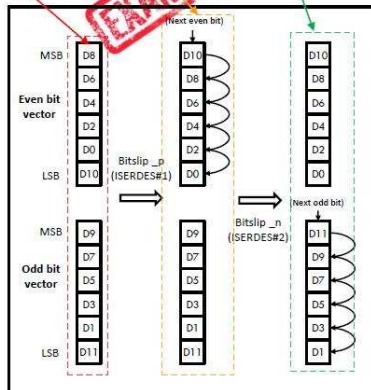 (Next even bit)
MSB D8 D10 D10
D6 D8 D8
Even bit vector
D4 D6 D6
D2 D4 D4
D0 D2 D2
LSB D10 D0 D0
Bitslip _p
(ISERDES#1)
(Next odd bit)
Bitslip _n
(ISERDES#2)
MSB D9 D9 D11
D7 D7 D9
Odd bit vector
D5 D5 D7
D3 D3 D5
D1 D1 D3
LSB D11 D11 D1